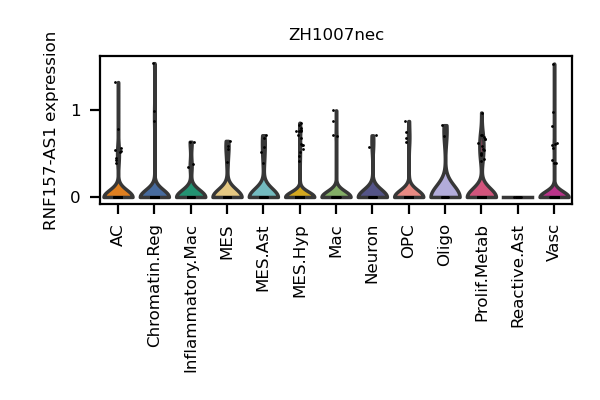 ZH1007nec
RNF157-AS1 expression
1
0
AC
Chromatin.Reg
Inflammatory.Mac
MES
MES.Ast
MES.Hyp
Mac
Neuron
OPC
Oligo
Prolif.Metab
Reactive.Ast
Vasc